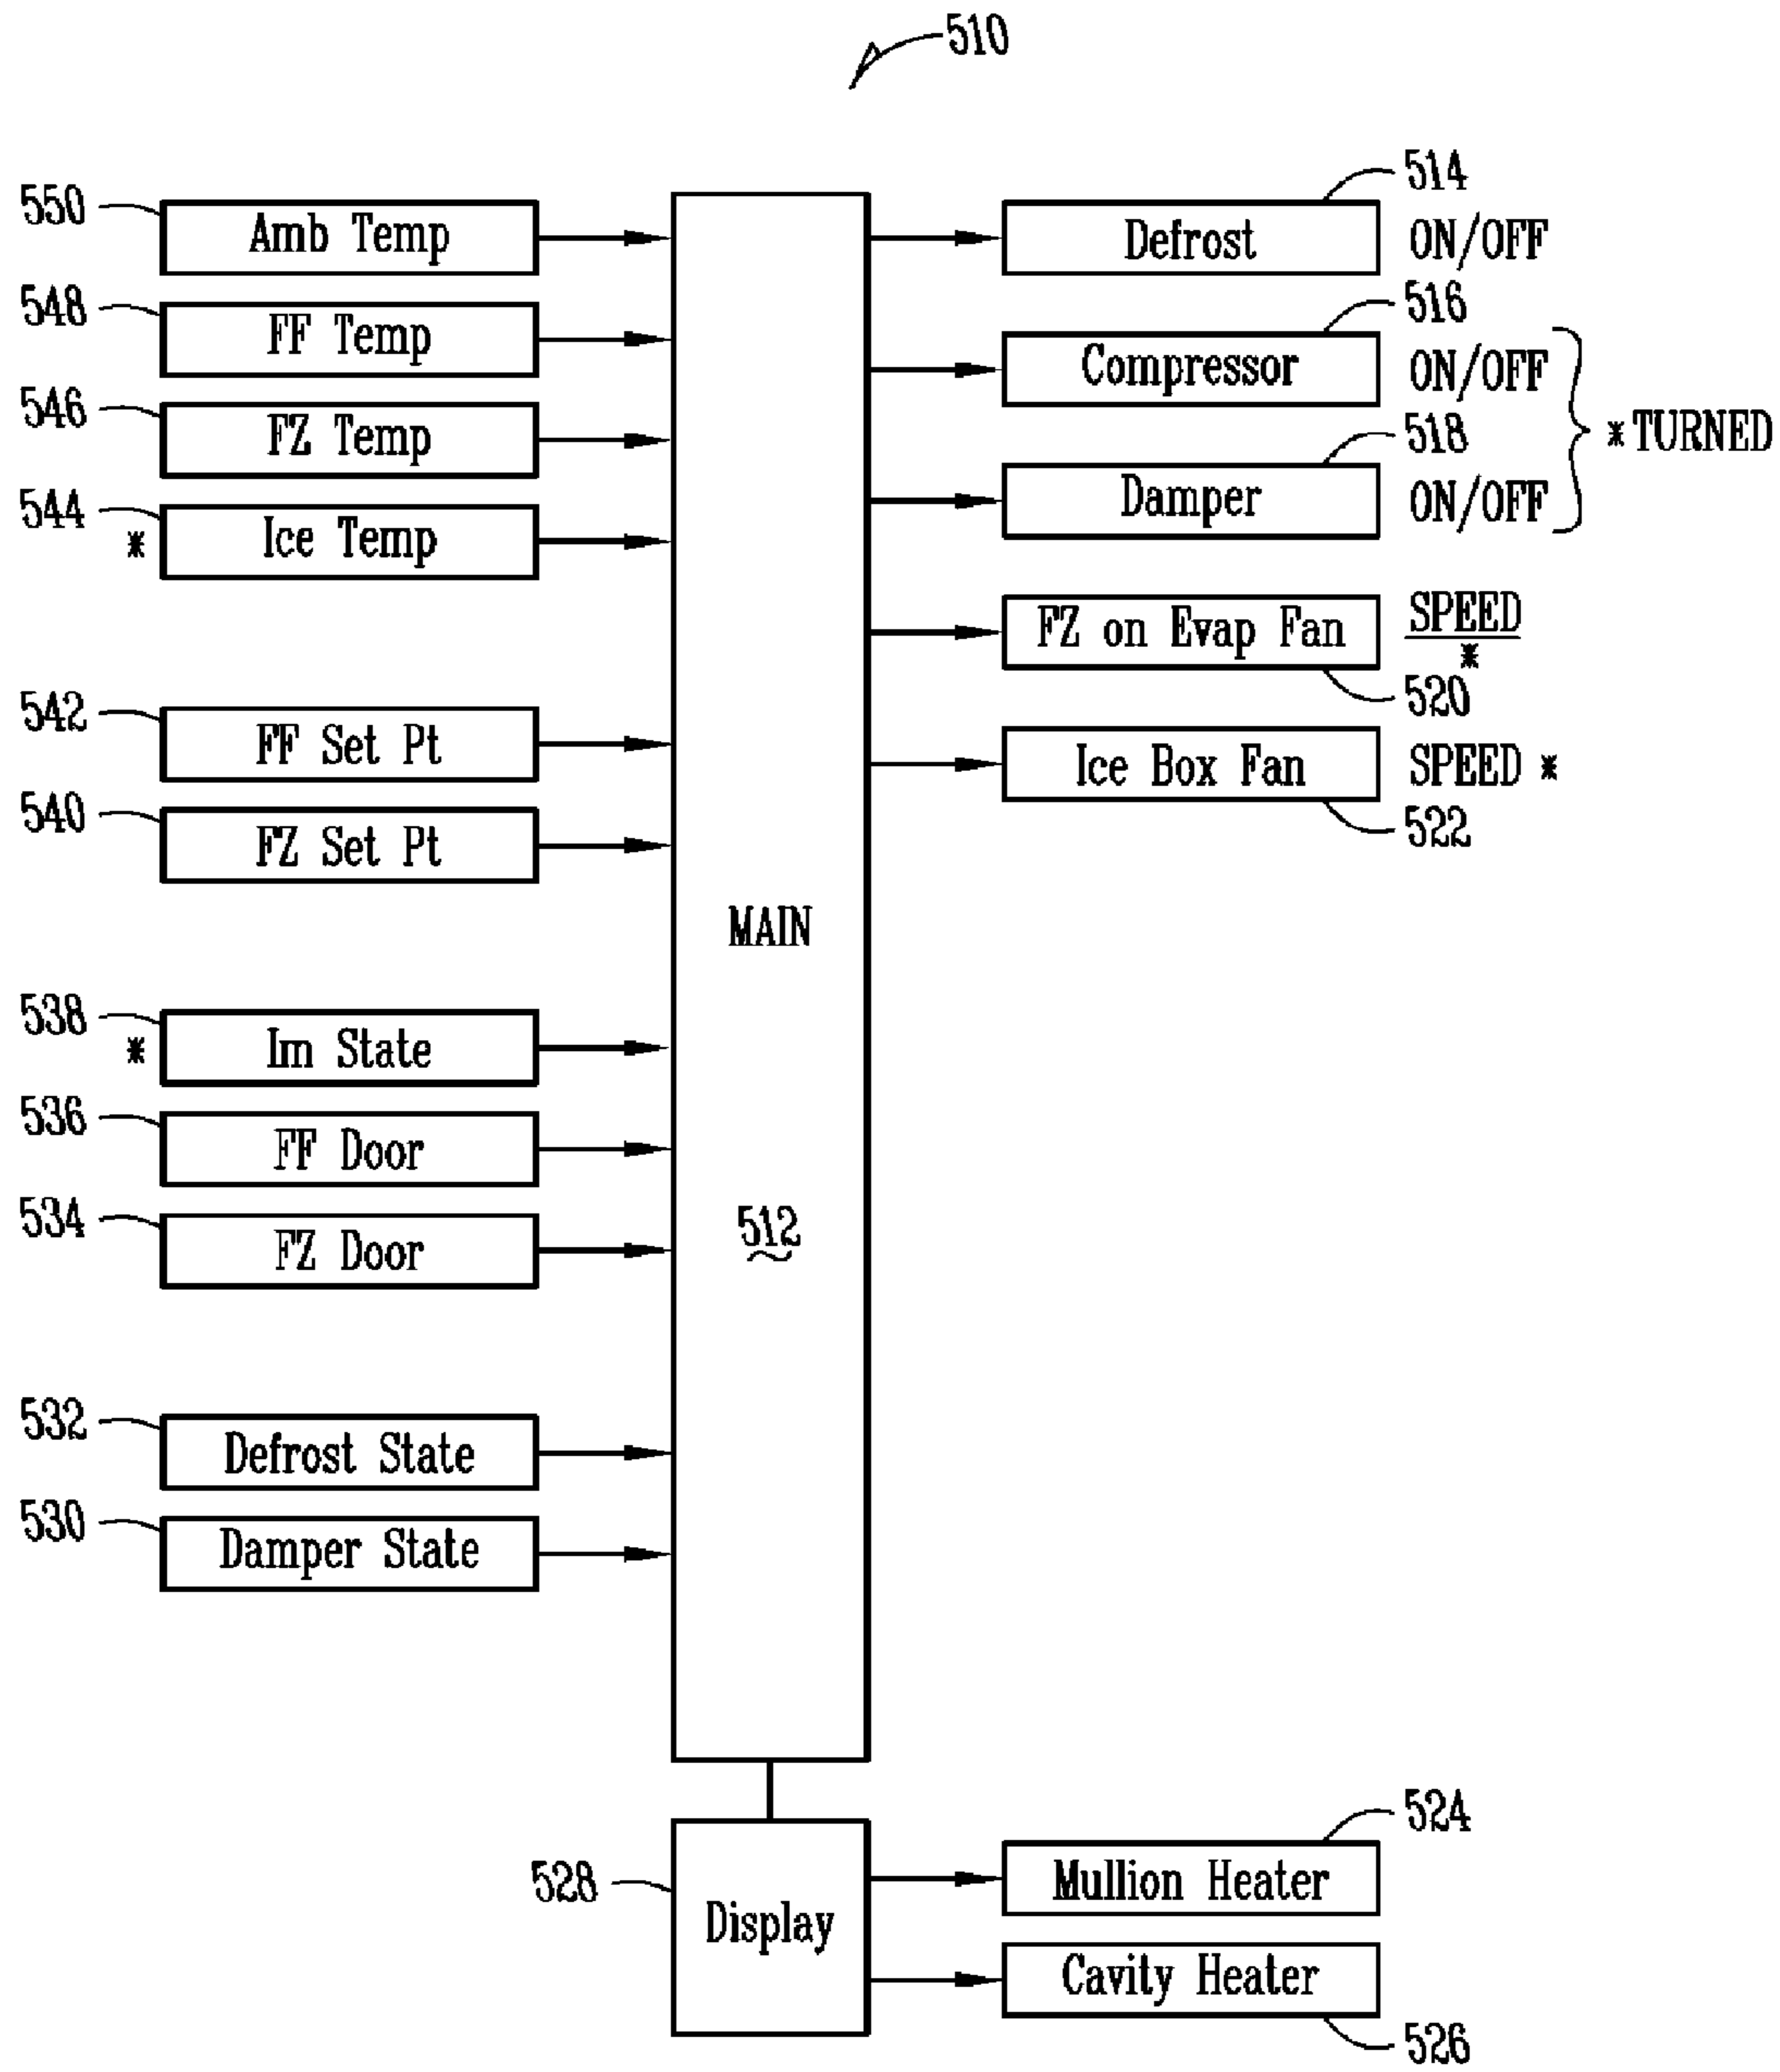 510
550
Amb Temp
548
FF Temp
546
FZ Temp
544
* Ice Temp
542
FF Set Pt
540
FZ Set Pt
538
* Im State
536
FF Door
534
FZ Door
532
Defrost State
530
Damper State
MAIN
512
514
Defrost ON/OFF
516
Compressor ON/OFF
518
Damper ON/OFF
* TURNED
FZ on Evap Fan SPEED
*
520
Ice Box Fan SPEED *
522
528
Display
524
Mullion Heater
Cavity Heater
526